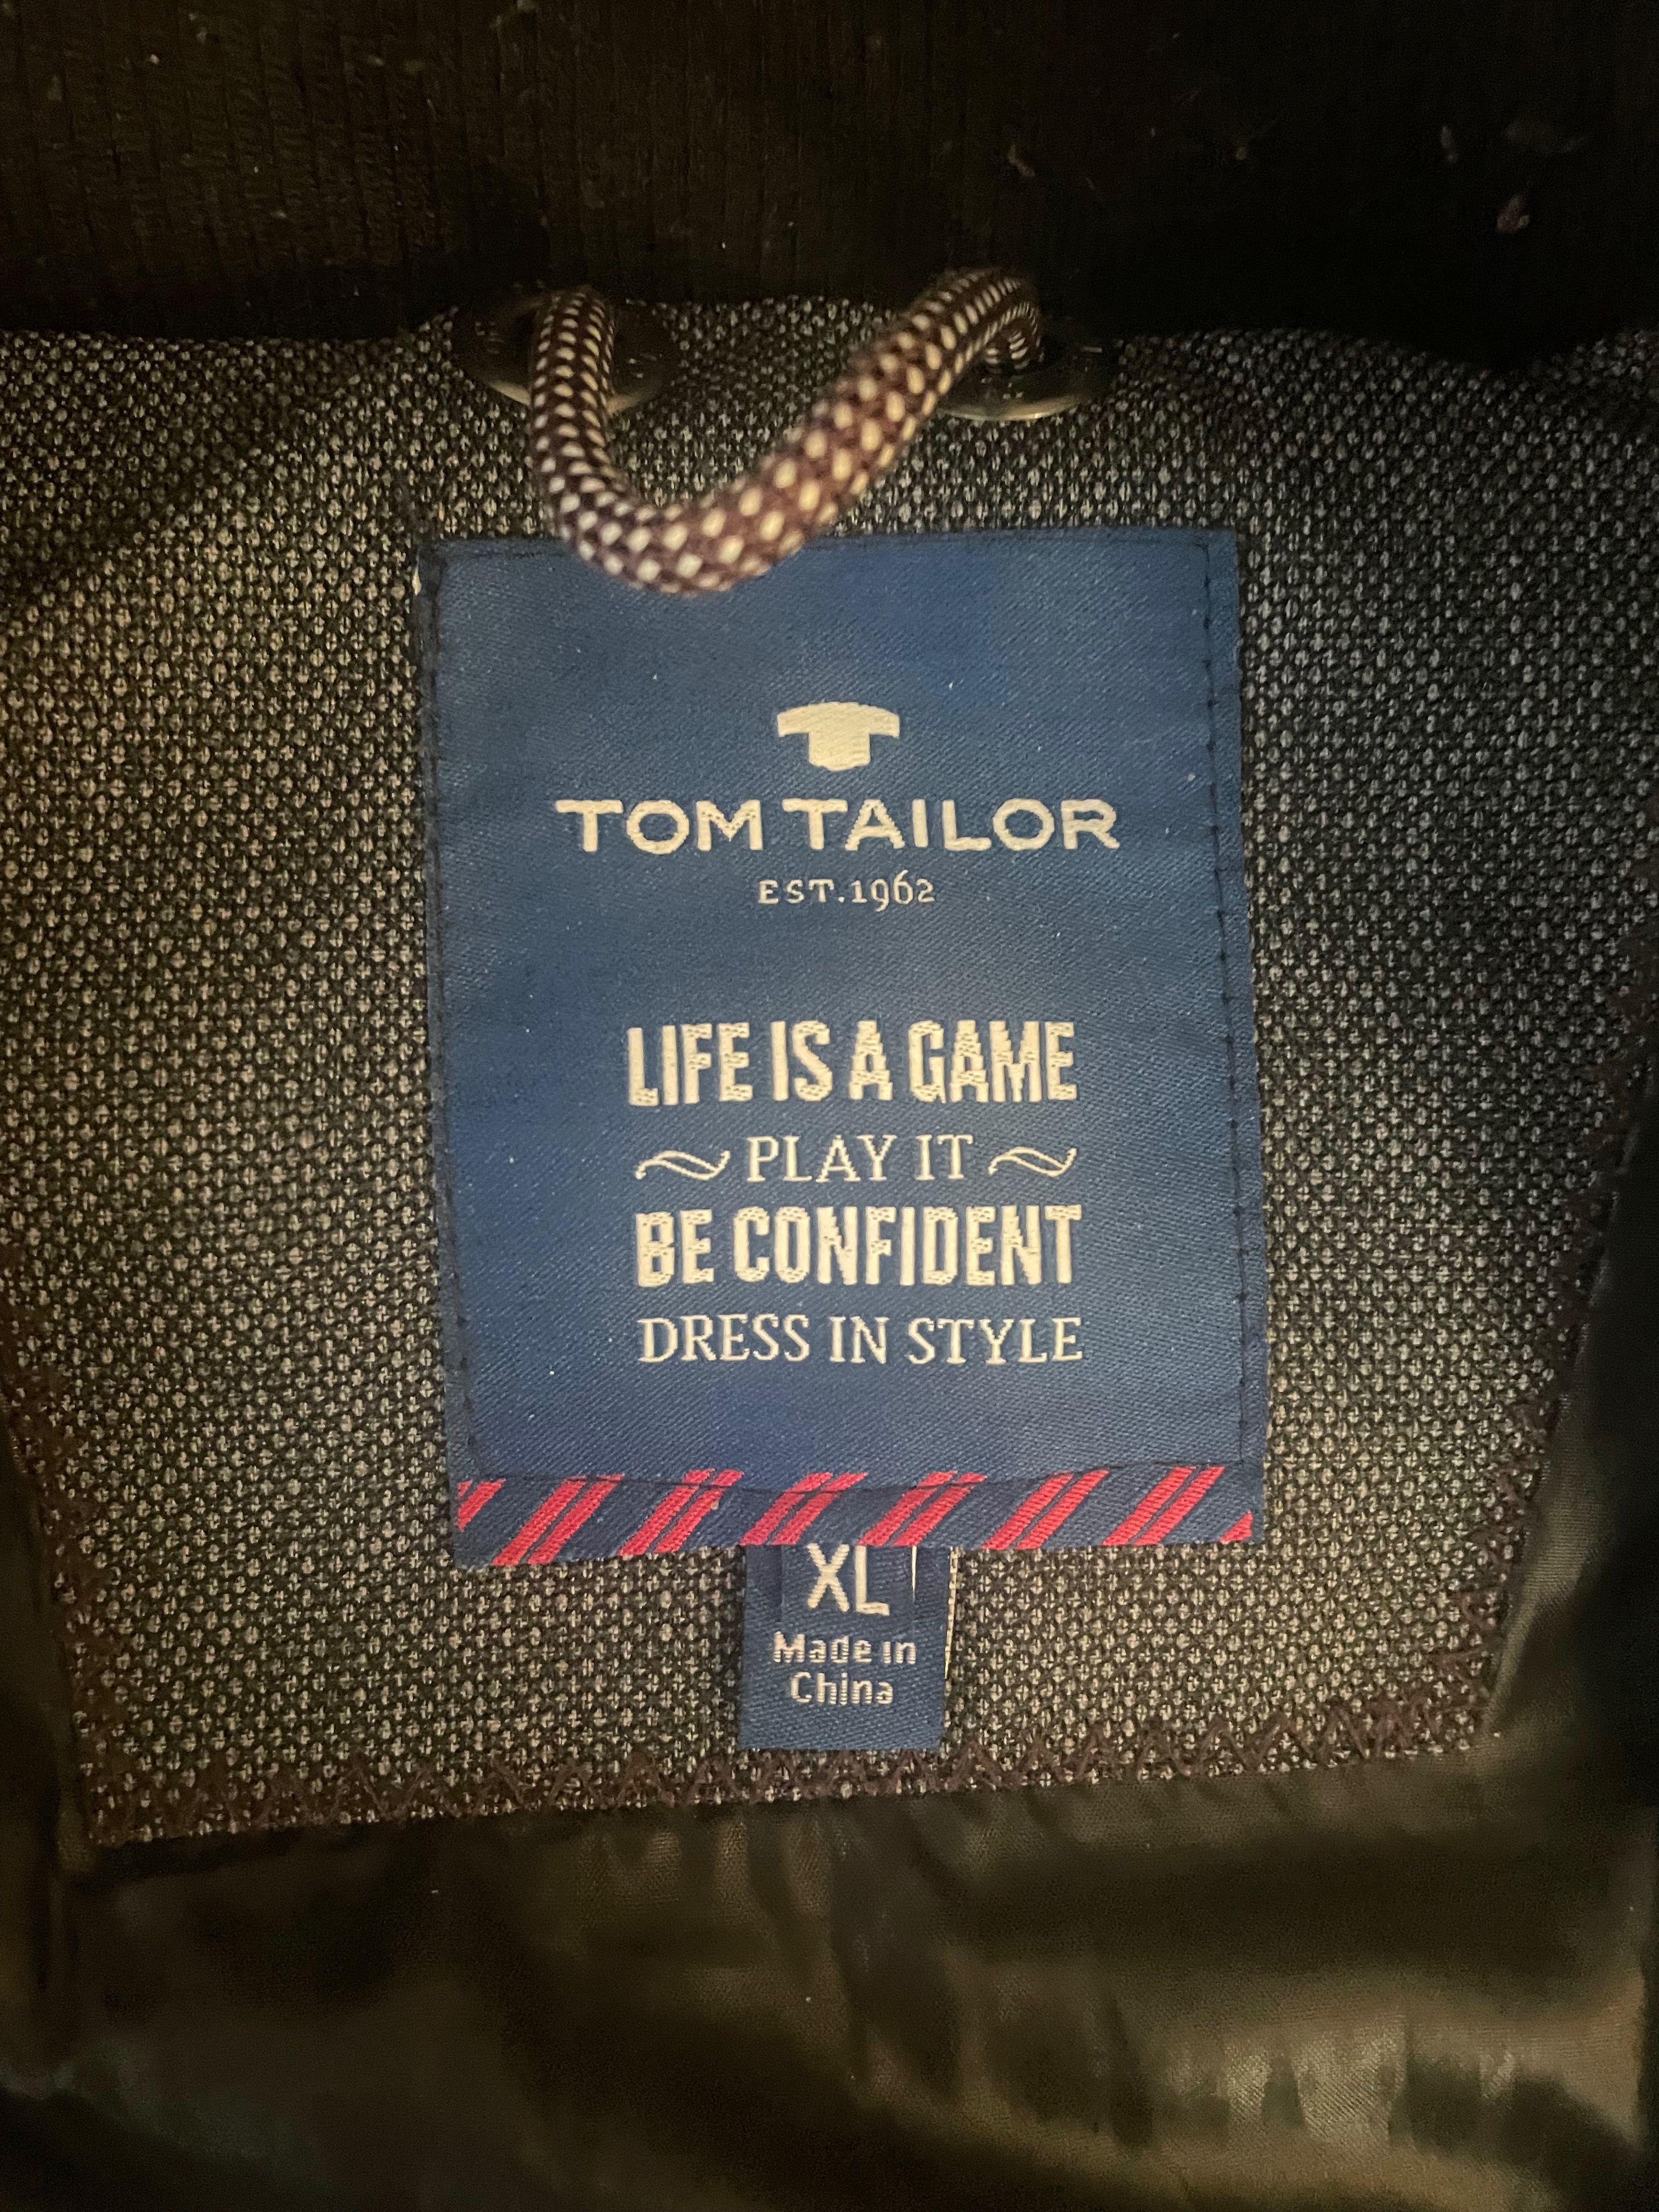 TOM TAILOR
EST.1962
LIFE IS A GAME
~ PLAY IT ~
BE CONFIDENT
DRESS IN STYLE
XL
Made in
China